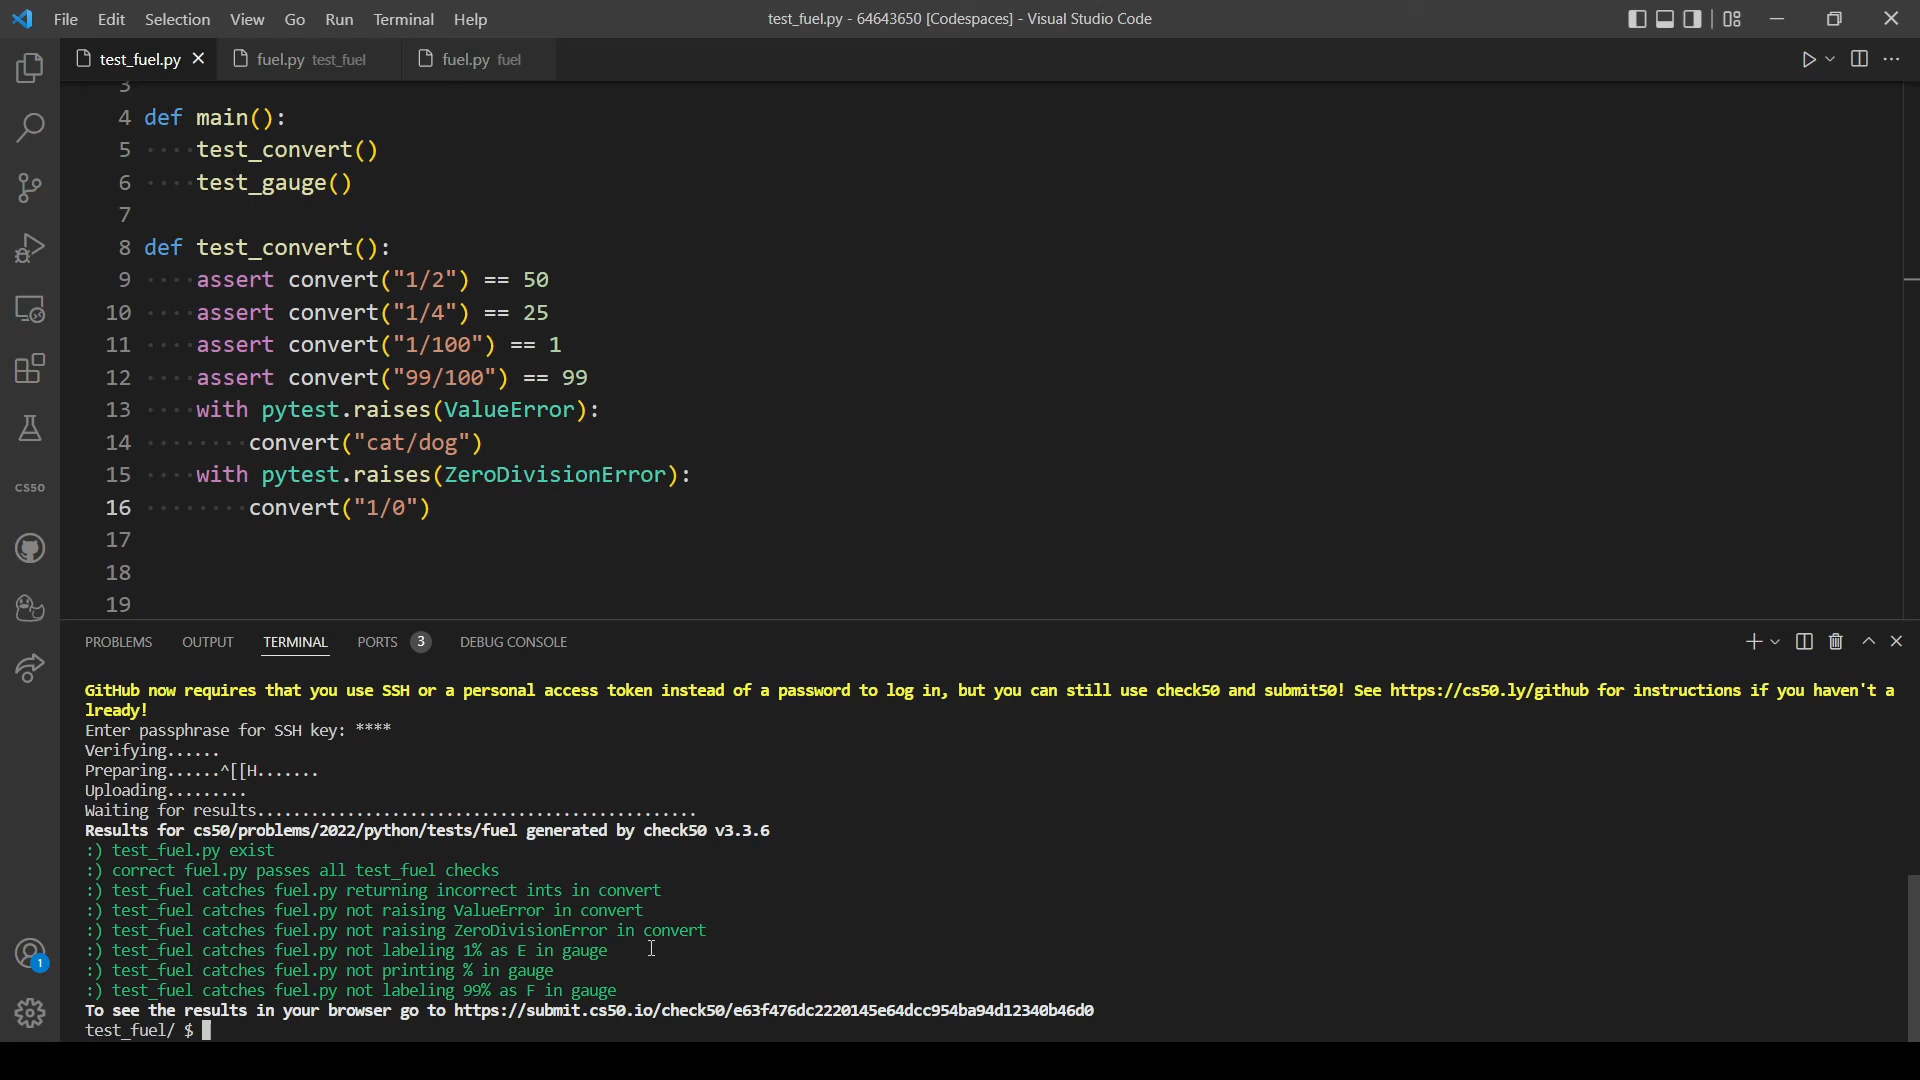 File Edit Selection View Go Run Terminal Help
test_fuel.py - 64643650 [Codespaces] - Visual Studio Code
test_fuel.py
fuel.py test_fuel
fuel.py fuel
3
4 def main():
5 ····test_convert()
6 ····test_gauge()
7
8 def test_convert():
9 ····assert convert("1/2") == 50
10 ····assert convert("1/4") == 25
11 ····assert convert("1/100") == 1
12 ····assert convert("99/100") == 99
13 ····with pytest.raises(ValueError):
14 ········convert("cat/dog")
15 ····with pytest.raises(ZeroDivisionError):
16 ········convert("1/0")
17
18
19
CS50
1
PROBLEMS OUTPUT TERMINAL PORTS 3 DEBUG CONSOLE
GitHub now requires that you use SSH or a personal access token instead of a password to log in, but you can still use check50 and submit50! See https://cs50.ly/github for instructions if you haven't a
lready!
Enter passphrase for SSH key: ****
Verifying......
Preparing......^[[H.......
Uploading.........
Waiting for results.................................................
Results for cs50/problems/2022/python/tests/fuel generated by check50 v3.3.6
:) test_fuel.py exist
:) correct fuel.py passes all test_fuel checks
:) test_fuel catches fuel.py returning incorrect ints in convert
:) test_fuel catches fuel.py not raising ValueError in convert
:) test_fuel catches fuel.py not raising ZeroDivisionError in convert
:) test_fuel catches fuel.py not labeling 1% as E in gauge
:) test_fuel catches fuel.py not printing % in gauge
:) test_fuel catches fuel.py not labeling 99% as F in gauge
To see the results in your browser go to https://submit.cs50.io/check50/e63f476dc2220145e64dcc954ba94d12340b46d0
test_fuel/ $